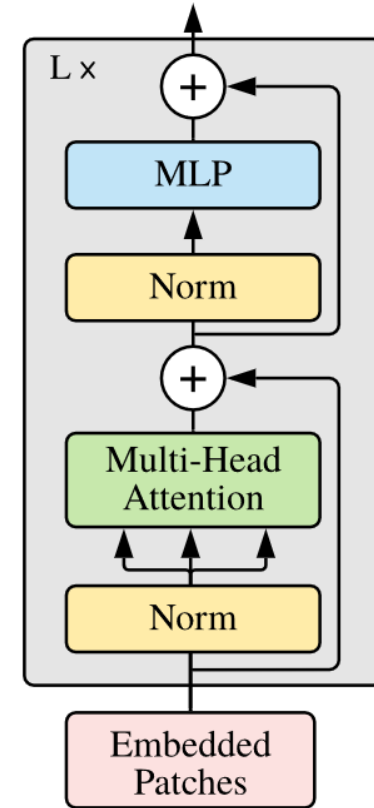 L ×
+
MLP
Norm
+
Multi-Head
Attention
Norm
Embedded
Patches